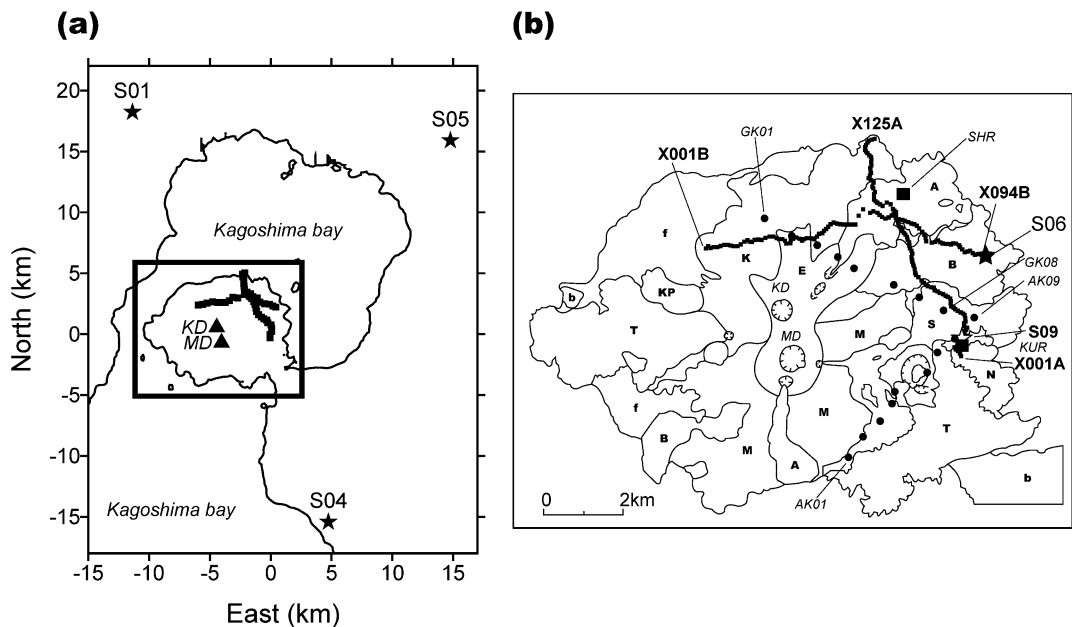 (a)
S01
S05
Kagoshima bay
KD
MD
S04
Kagoshima bay
20
15
10
5
0
-5
-10
-15
North (km)
-15 -10 -5 0 5 10 15
East (km)
(b)
X125A
GK01
SHR
X001B
A
X094B
S06
f
K
E
B
GK08
KP
b
KD
AK09
T
MD
M
S
S09
KUR
X001A
N
f
M
T
B
M
A
b
AK01
0 2km